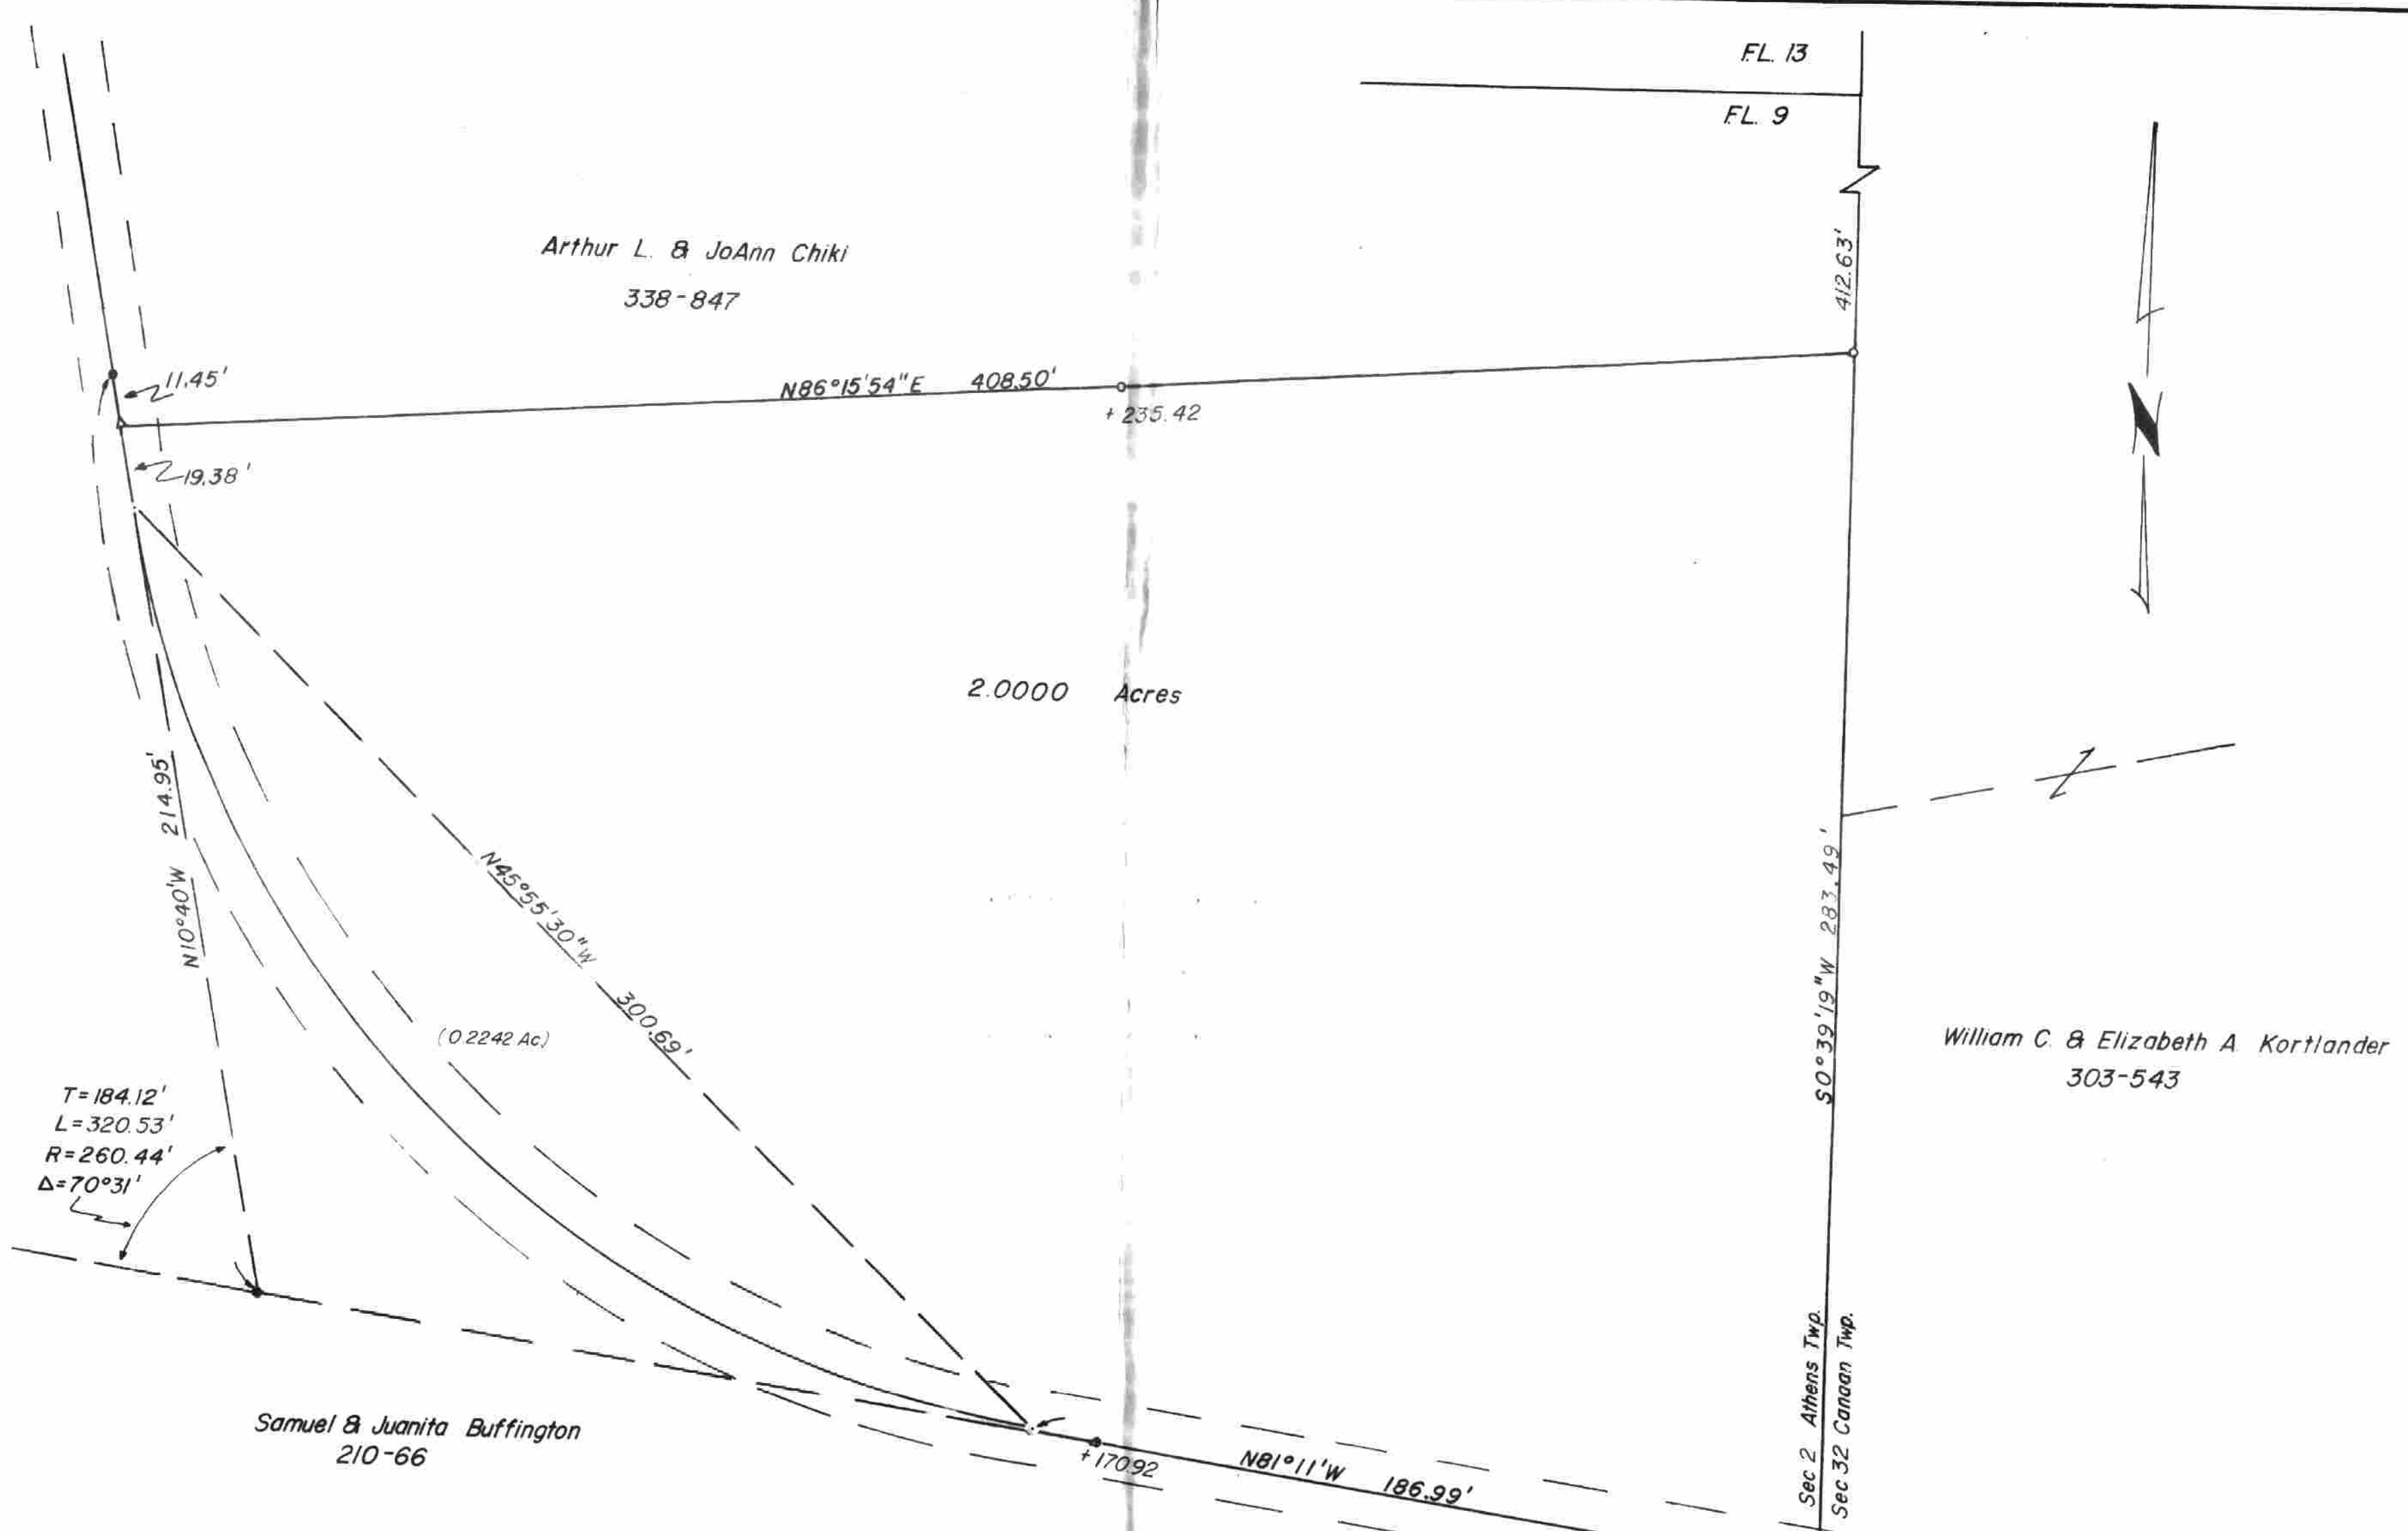 F.L. 13
F.L. 9
412.63'
Arthur L. & JoAnn Chiki
338-847
11.45'
N86°15'54"E 408.50'
+ 235.42
19.38'
N
2.0000 Acres
214.95'
N10°40'W
N45°55'30"W 300.69'
(0.2242 Ac)
S0°39'19"W 283.49'
William C. & Elizabeth A. Kortlander
303-543
T=184.12'
L=320.53'
R=260.44'
Δ=70°31'
Samuel & Juanita Buffington
210-66
+170.92
N81°11'W 186.99'
Sec 2 Athens Twp.
Sec 32 Canaan Twp.